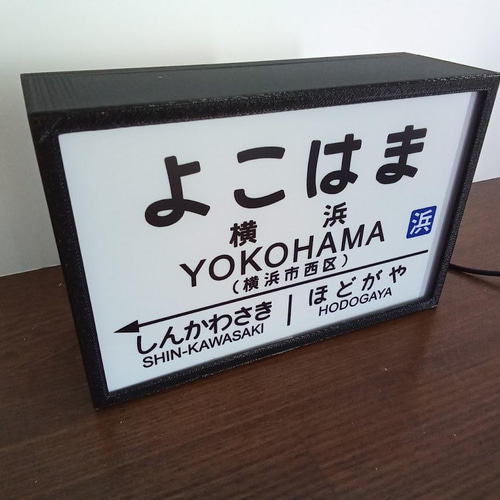 よこはま
横浜
浜
YOKOHAMA
(横浜市西区)
しんかわさき ほどがや
SHIN-KAWASAKI HODOGAYA